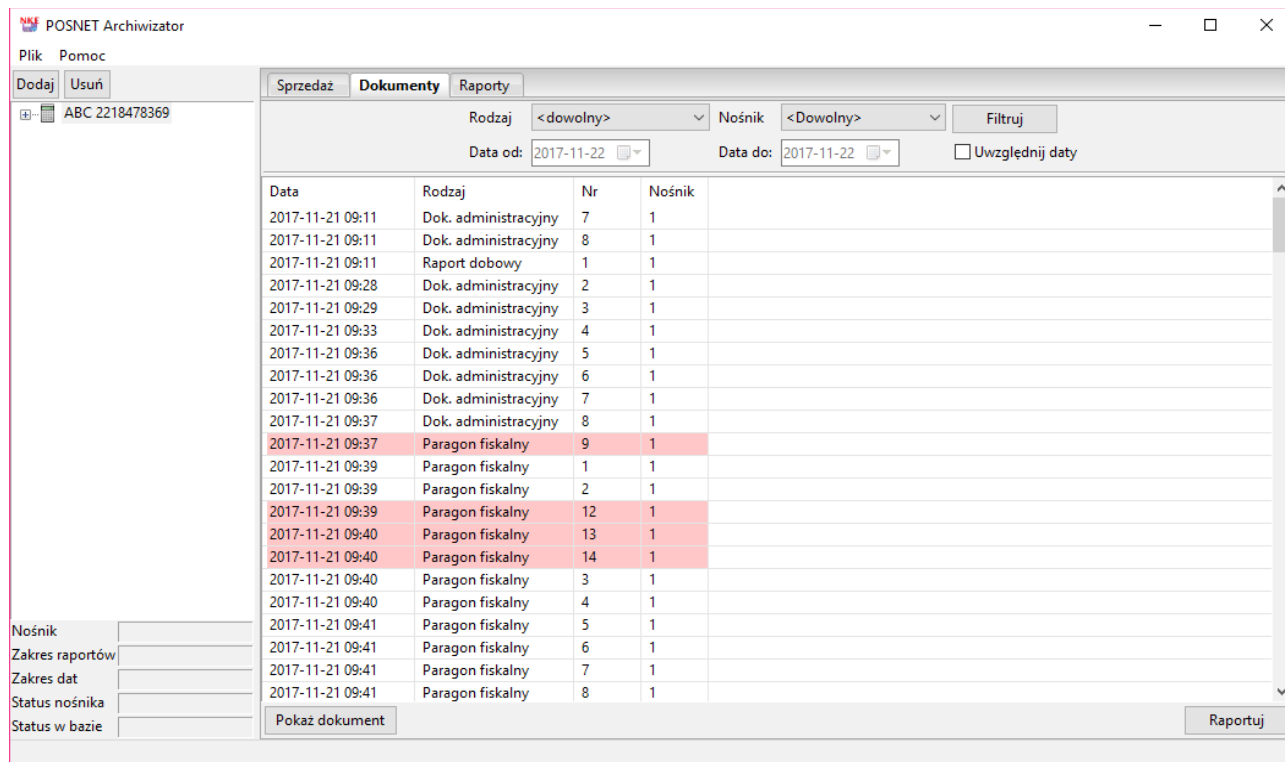 NKE POSNET Archiwizator
Plik Pomoc
Dodaj Usuń
ABC 2218478369
Sprzedaż Dokumenty Raporty
Rodzaj <dowolny> Nośnik <Dowolny> Filtruj
Data od: 2017-11-22 Data do: 2017-11-22 Uwzględnij daty
Data Rodzaj Nr Nośnik
2017-11-21 09:11 Dok. administracyjny 7 1
2017-11-21 09:11 Dok. administracyjny 8 1
2017-11-21 09:11 Raport dobowy 1 1
2017-11-21 09:28 Dok. administracyjny 2 1
2017-11-21 09:29 Dok. administracyjny 3 1
2017-11-21 09:33 Dok. administracyjny 4 1
2017-11-21 09:36 Dok. administracyjny 5 1
2017-11-21 09:36 Dok. administracyjny 6 1
2017-11-21 09:36 Dok. administracyjny 7 1
2017-11-21 09:37 Dok. administracyjny 8 1
2017-11-21 09:37 Paragon fiskalny 9 1
2017-11-21 09:39 Paragon fiskalny 1 1
2017-11-21 09:39 Paragon fiskalny 2 1
2017-11-21 09:39 Paragon fiskalny 12 1
2017-11-21 09:40 Paragon fiskalny 13 1
2017-11-21 09:40 Paragon fiskalny 14 1
2017-11-21 09:40 Paragon fiskalny 3 1
2017-11-21 09:40 Paragon fiskalny 4 1
2017-11-21 09:41 Paragon fiskalny 5 1
2017-11-21 09:41 Paragon fiskalny 6 1
2017-11-21 09:41 Paragon fiskalny 7 1
2017-11-21 09:41 Paragon fiskalny 8 1
Nośnik
Zakres raportów
Zakres dat
Status nośnika
Status w bazie
Pokaż dokument Raportuj